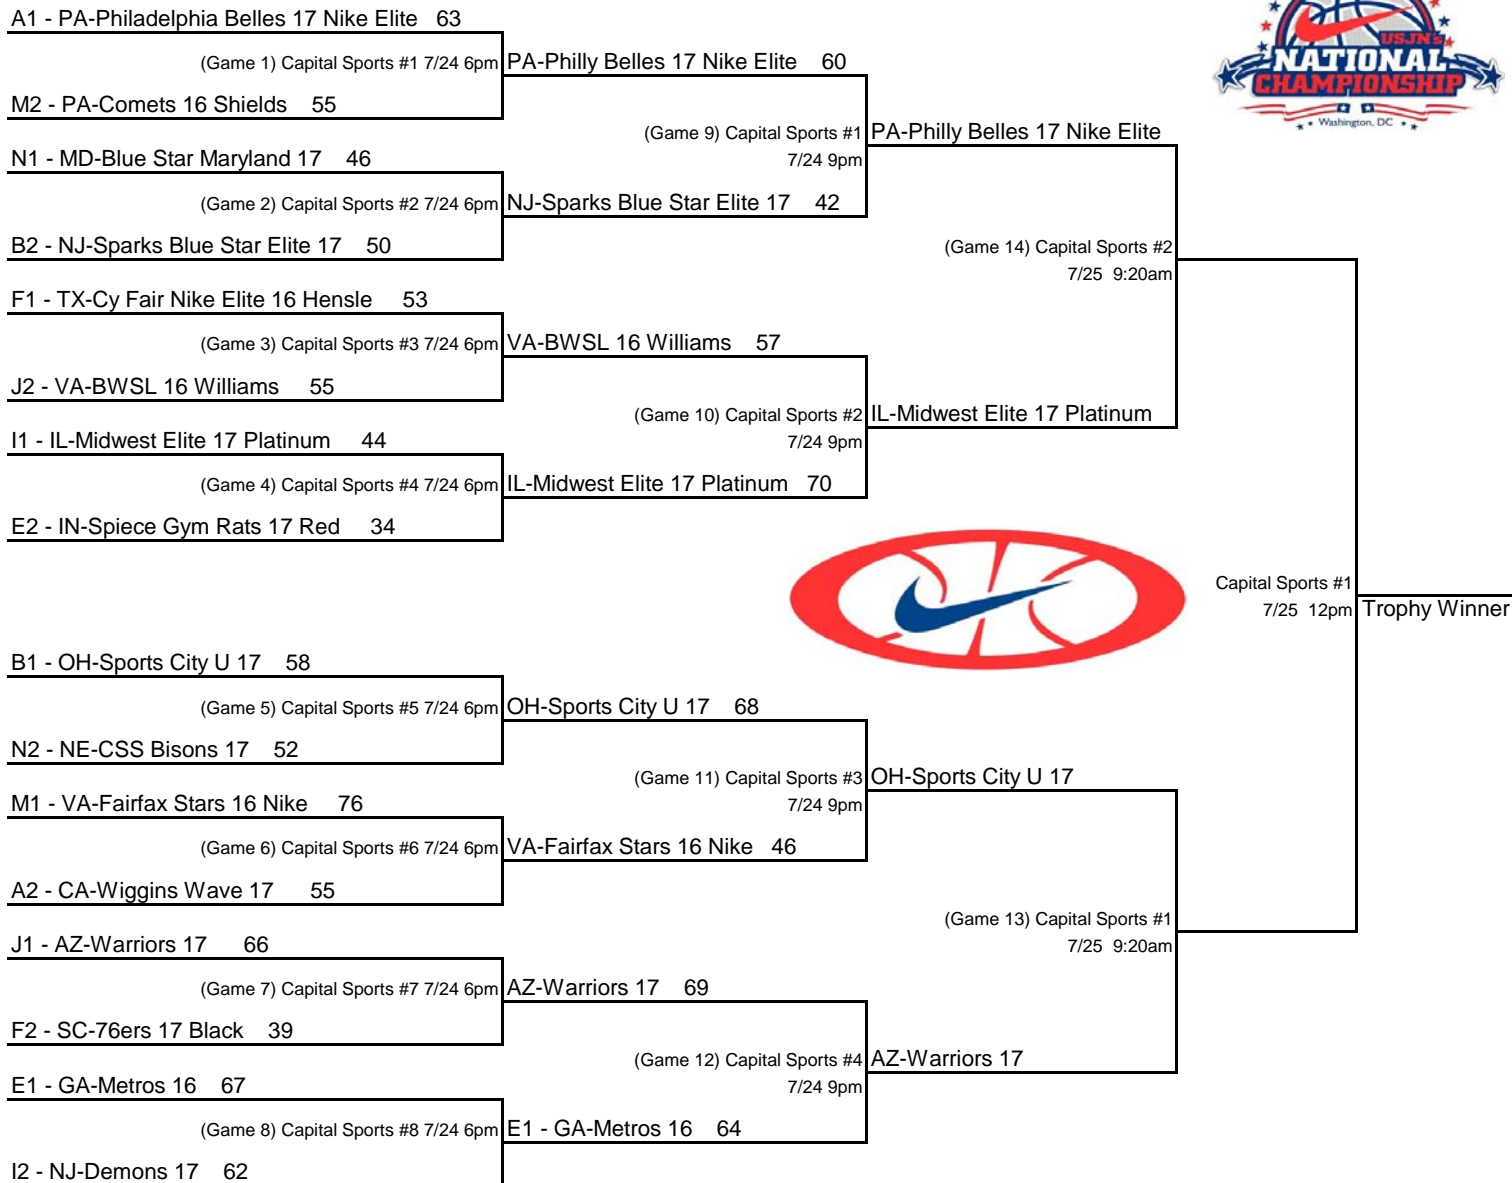 A1 - PA-Philadelphia Belles 17 Nike Elite 63
(Game 1) Capital Sports #1 7/24 6pm
PA-Philly Belles 17 Nike Elite 60
M2 - PA-Comets 16 Shields 55
(Game 9) Capital Sports #1
7/24 9pm
PA-Philly Belles 17 Nike Elite
N1 - MD-Blue Star Maryland 17 46
(Game 2) Capital Sports #2 7/24 6pm
NJ-Sparks Blue Star Elite 17 42
B2 - NJ-Sparks Blue Star Elite 17 50
(Game 14) Capital Sports #2
7/25 9:20am
F1 - TX-Cy Fair Nike Elite 16 Hensle 53
(Game 3) Capital Sports #3 7/24 6pm
VA-BWSL 16 Williams 57
J2 - VA-BWSL 16 Williams 55
(Game 10) Capital Sports #2
7/24 9pm
IL-Midwest Elite 17 Platinum
I1 - IL-Midwest Elite 17 Platinum 44
(Game 4) Capital Sports #4 7/24 6pm
IL-Midwest Elite 17 Platinum 70
E2 - IN-Spiece Gym Rats 17 Red 34
USJN's
NATIONAL
CHAMPIONSHIP
Washington, DC
Capital Sports #1
7/25 12pm
Trophy Winner
B1 - OH-Sports City U 17 58
(Game 5) Capital Sports #5 7/24 6pm
OH-Sports City U 17 68
N2 - NE-CSS Bisons 17 52
(Game 11) Capital Sports #3
7/24 9pm
OH-Sports City U 17
M1 - VA-Fairfax Stars 16 Nike 76
(Game 6) Capital Sports #6 7/24 6pm
VA-Fairfax Stars 16 Nike 46
A2 - CA-Wiggins Wave 17 55
(Game 13) Capital Sports #1
7/25 9:20am
J1 - AZ-Warriors 17 66
(Game 7) Capital Sports #7 7/24 6pm
AZ-Warriors 17 69
F2 - SC-76ers 17 Black 39
(Game 12) Capital Sports #4
7/24 9pm
AZ-Warriors 17
E1 - GA-Metros 16 67
(Game 8) Capital Sports #8 7/24 6pm
E1 - GA-Metros 16 64
I2 - NJ-Demons 17 62